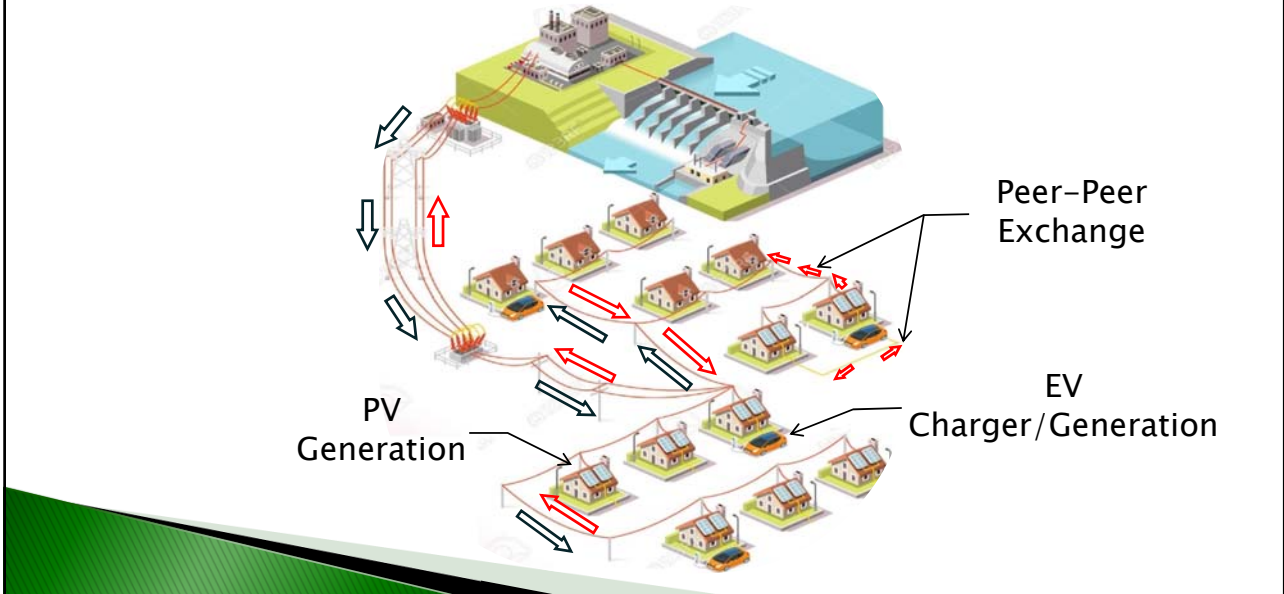 Peer-Peer
Exchange
PV
Generation
EV
Charger/Generation